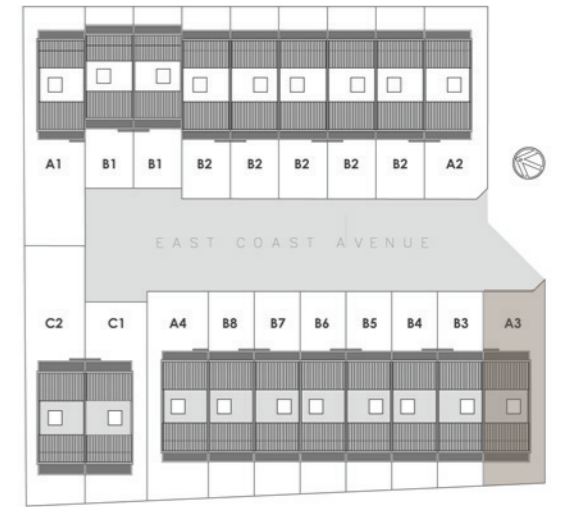 A1 B1 B1 B2 B2 B2 B2 B2 A2
EAST COAST AVENUE
C2 C1 A4 B8 B7 B6 B5 B4 B3 A3